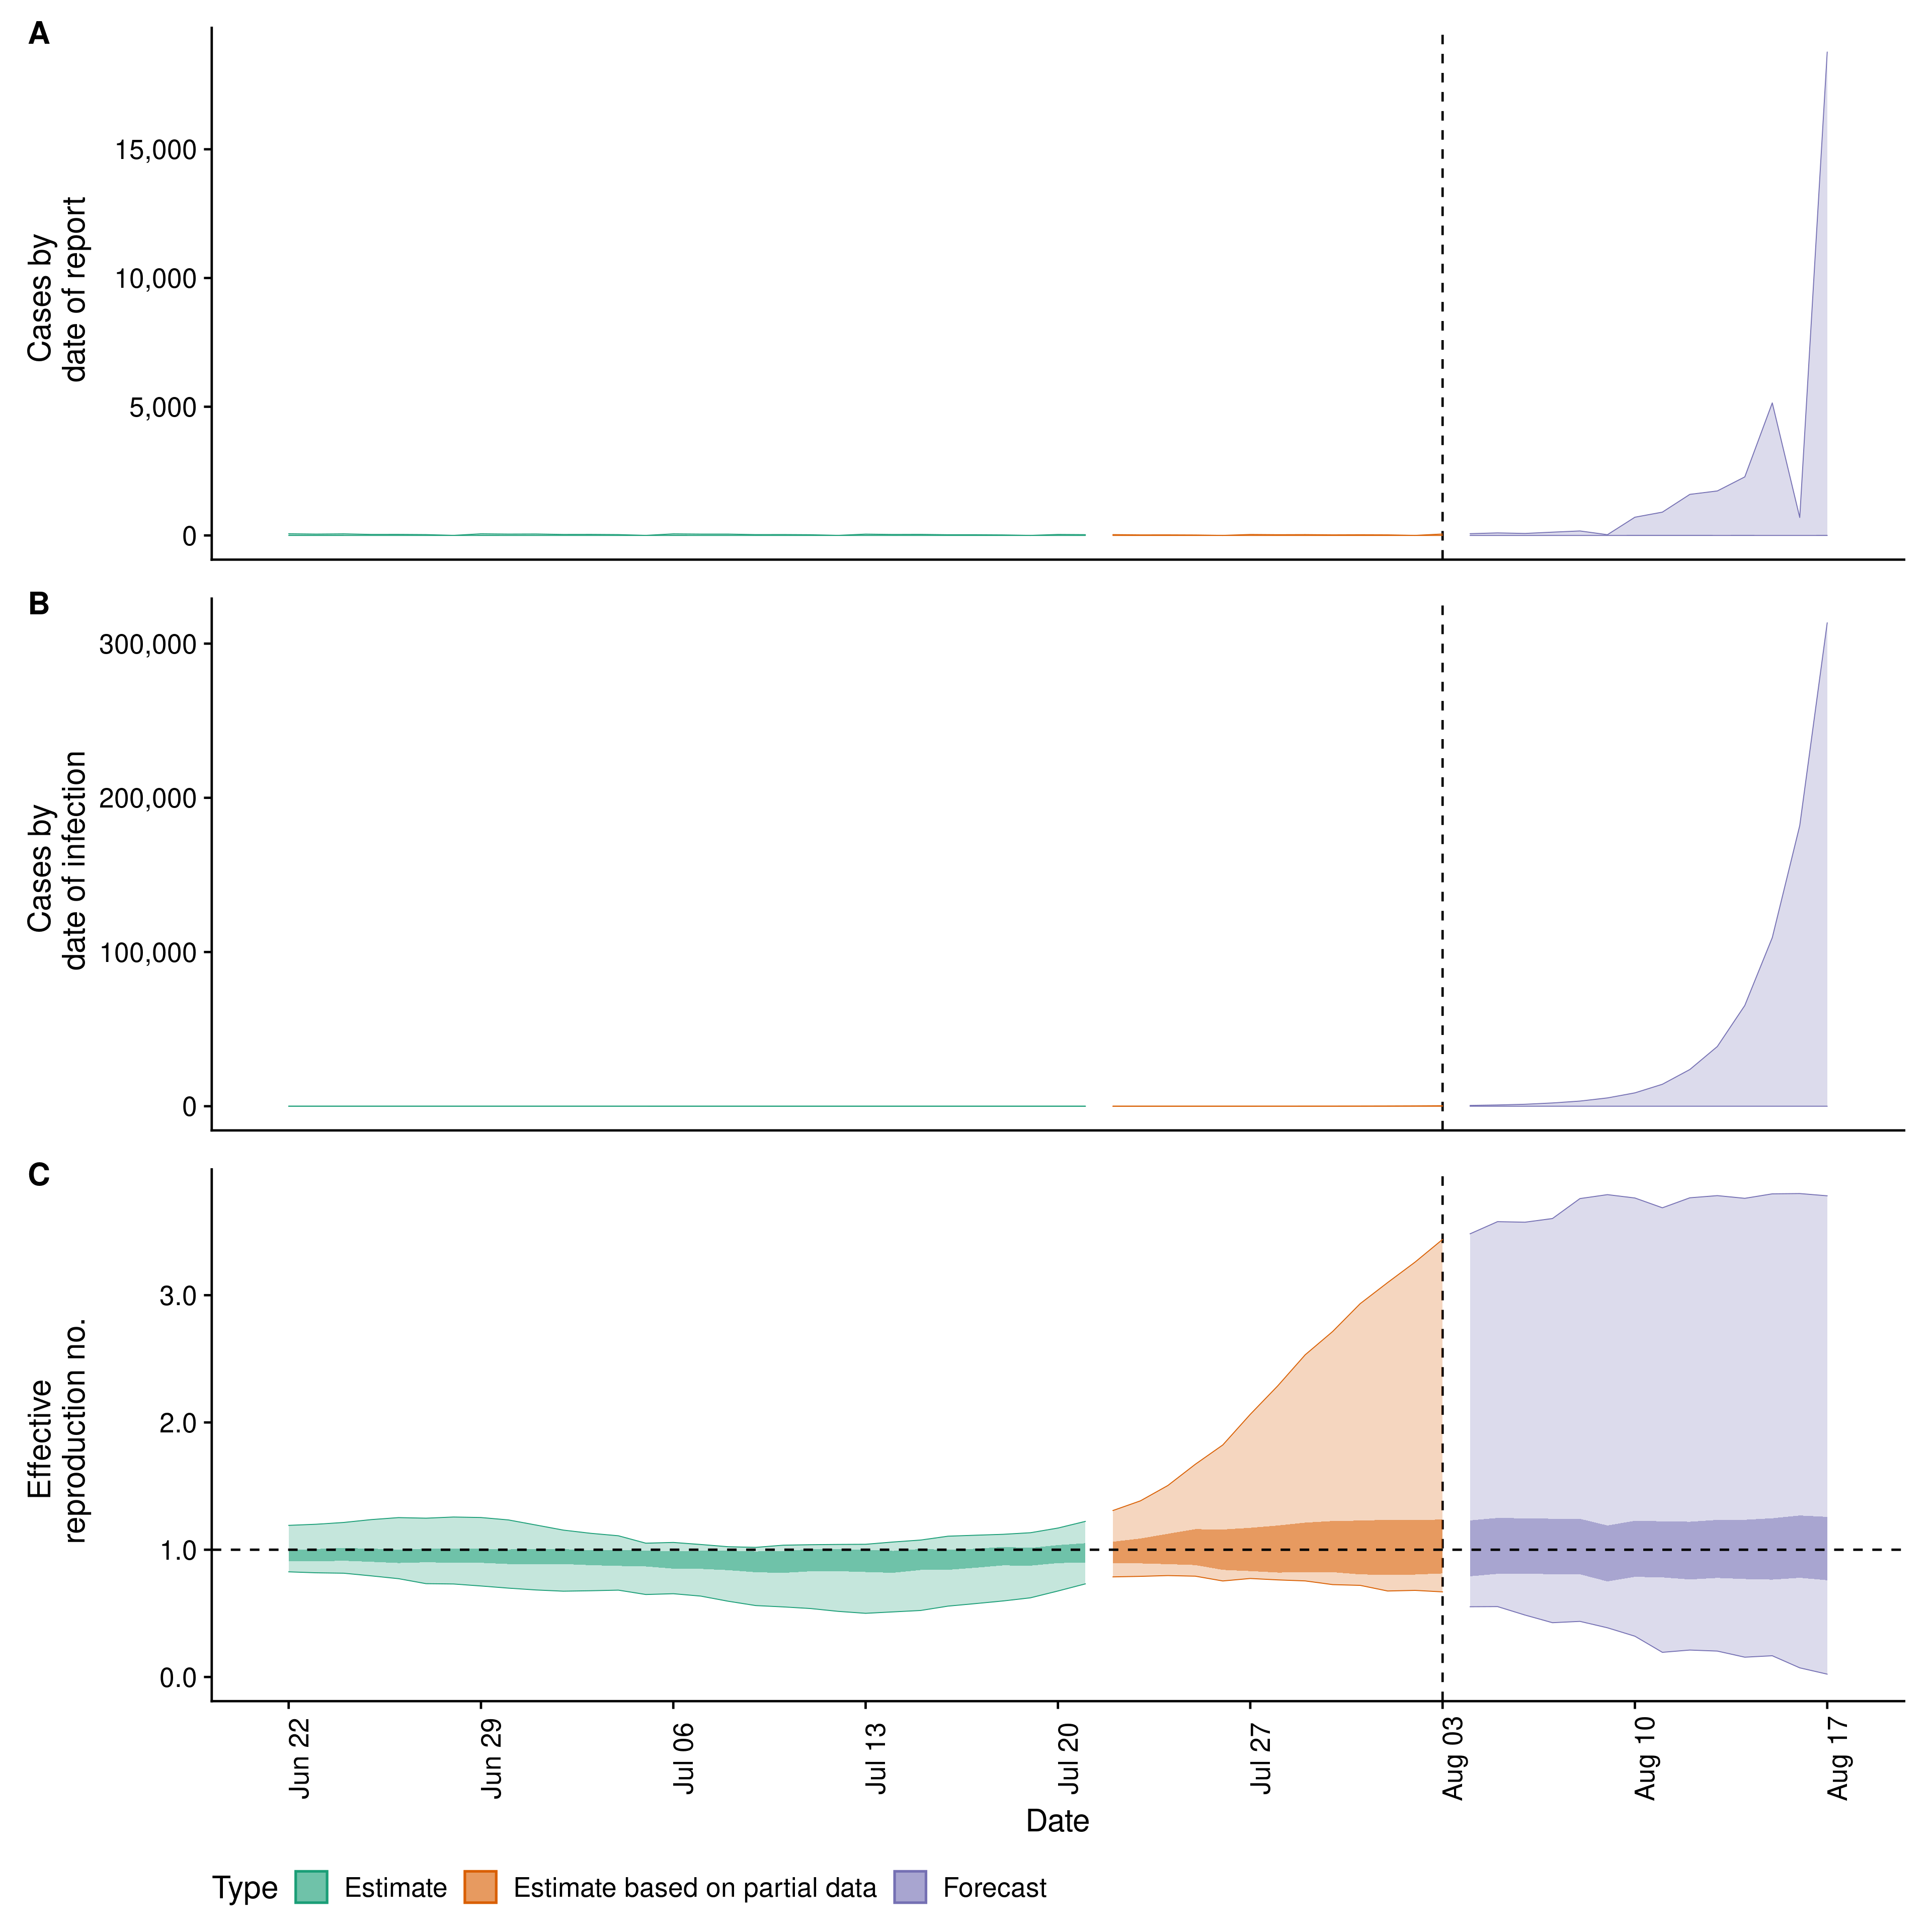 A
Cases by
date of report
15,000
10,000
5,000
0
B
Cases by
date of infection
300,000
200,000
100,000
0
C
Effective
reproduction no.
3.0
2.0
1.0
0.0
Jun 22
Jun 29
Jul 06
Jul 13
Jul 20
Jul 27
Aug 03
Aug 10
Aug 17
Date
Type Estimate Estimate based on partial data Forecast